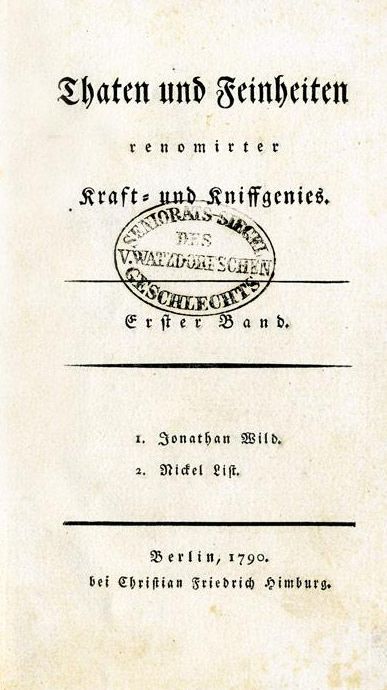 Thaten und Feinheiten
renomirter
Kraft- und Kniffgenies.
SENIORATS-SIEGEL
DES
V. WATZDORFSCHEN
GESCHLECHTS
Erster Band.
1. Jonathan Wild.
2. Nickel List.
Berlin, 1790.
bei Christian Friedrich Himburg.